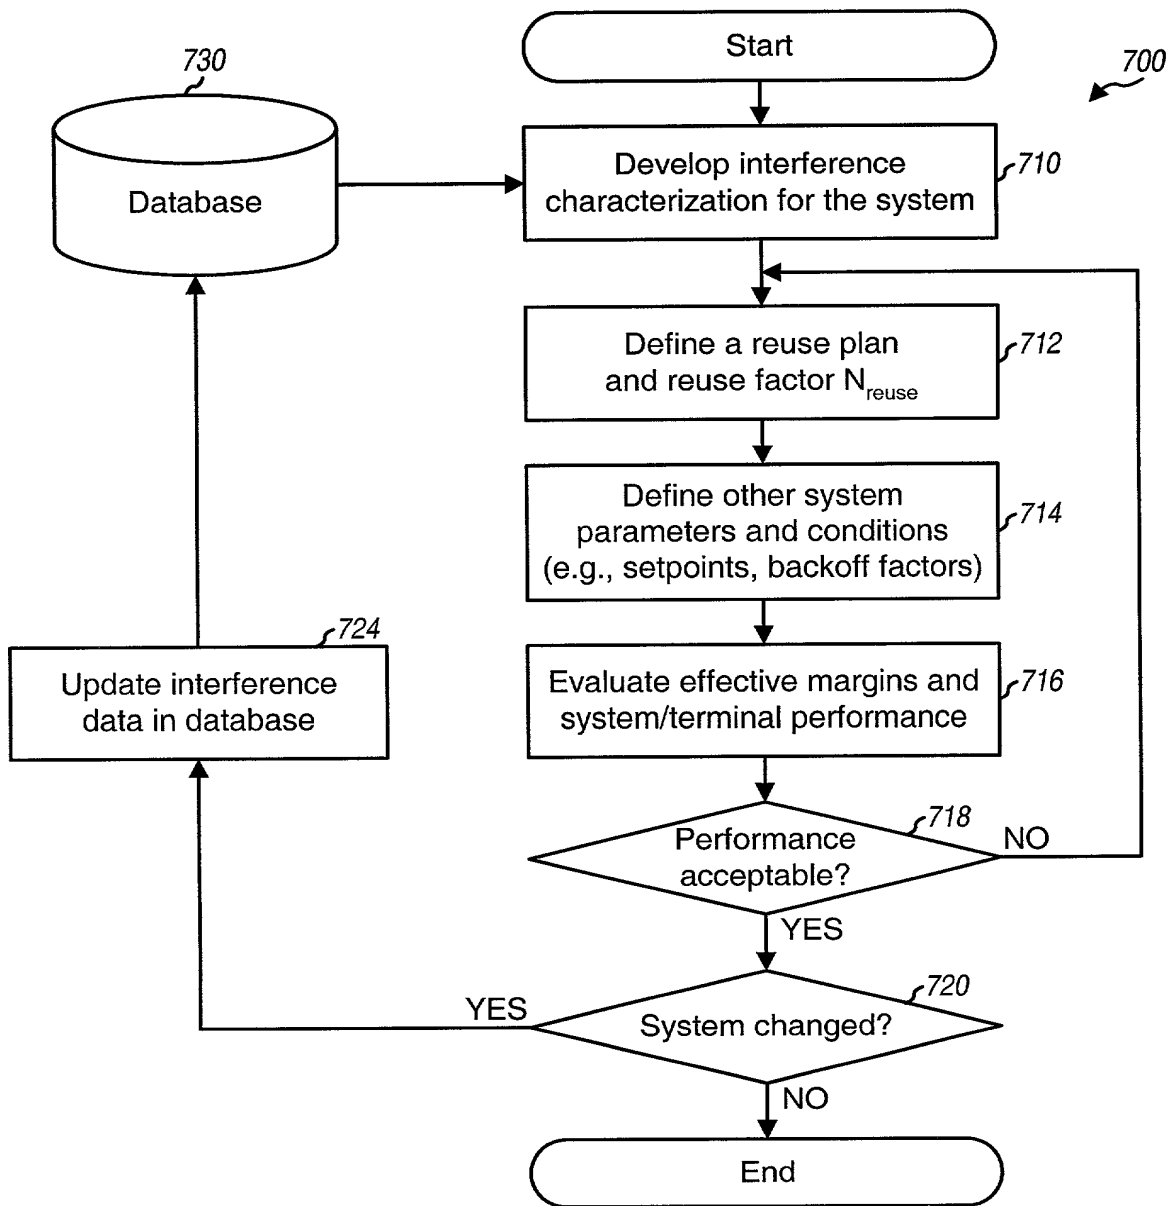 Start
700
730
Database
Develop interference
characterization for the system
710
Define a reuse plan
and reuse factor Nreuse
712
Define other system
parameters and conditions
(e.g., setpoints, backoff factors)
714
724
Update interference
data in database
Evaluate effective margins and
system/terminal performance
716
718
Performance
acceptable?
NO
YES
720
YES
System changed?
NO
End